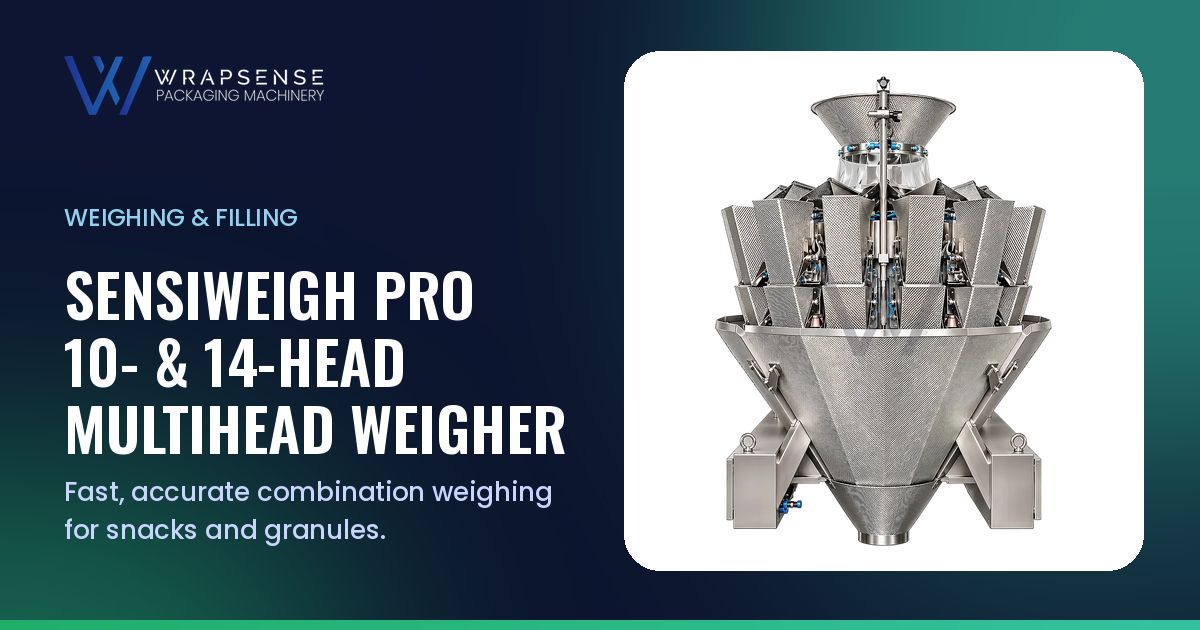 WRAPSENSE
PACKAGING MACHINERY
WEIGHING & FILLING
SENSIWEIGH PRO
10- & 14-HEAD
MULTIHEAD WEIGHER
Fast, accurate combination weighing
for snacks and granules.